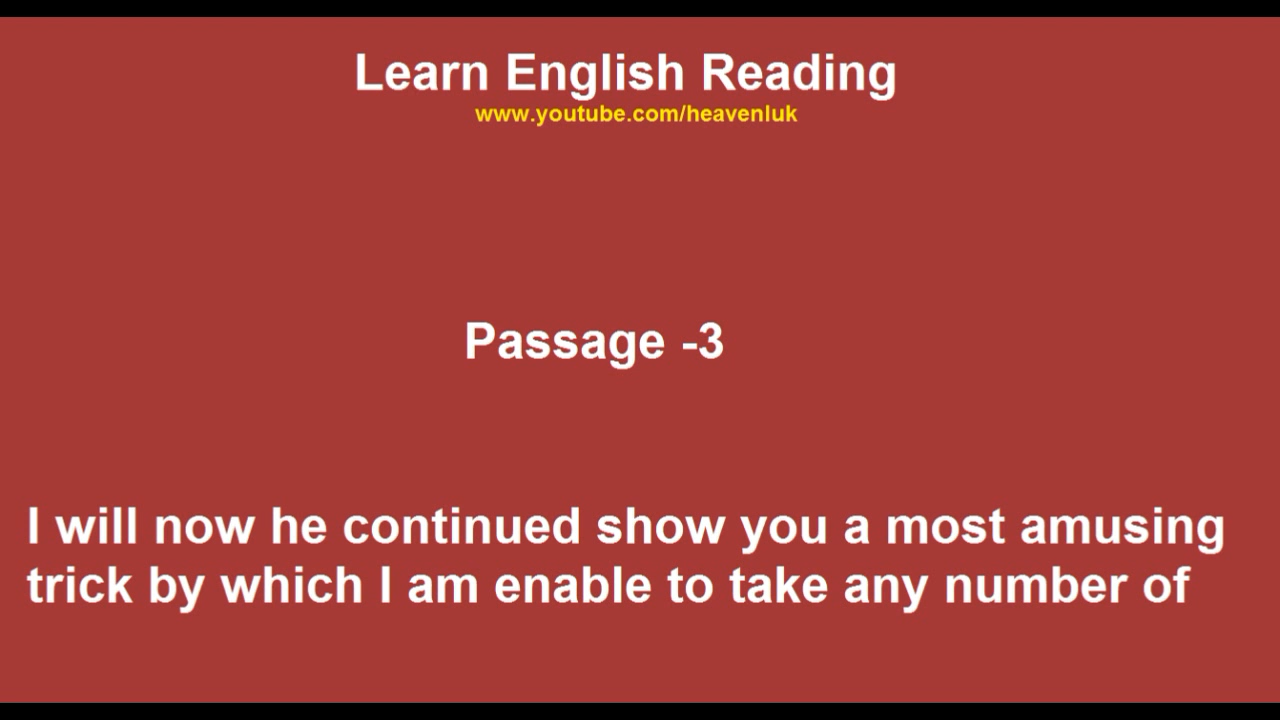 Learn English Reading
www.youtube.com/heavenluk
Passage -3
I will now he continued show you a most amusing
trick by which I am enable to take any number of